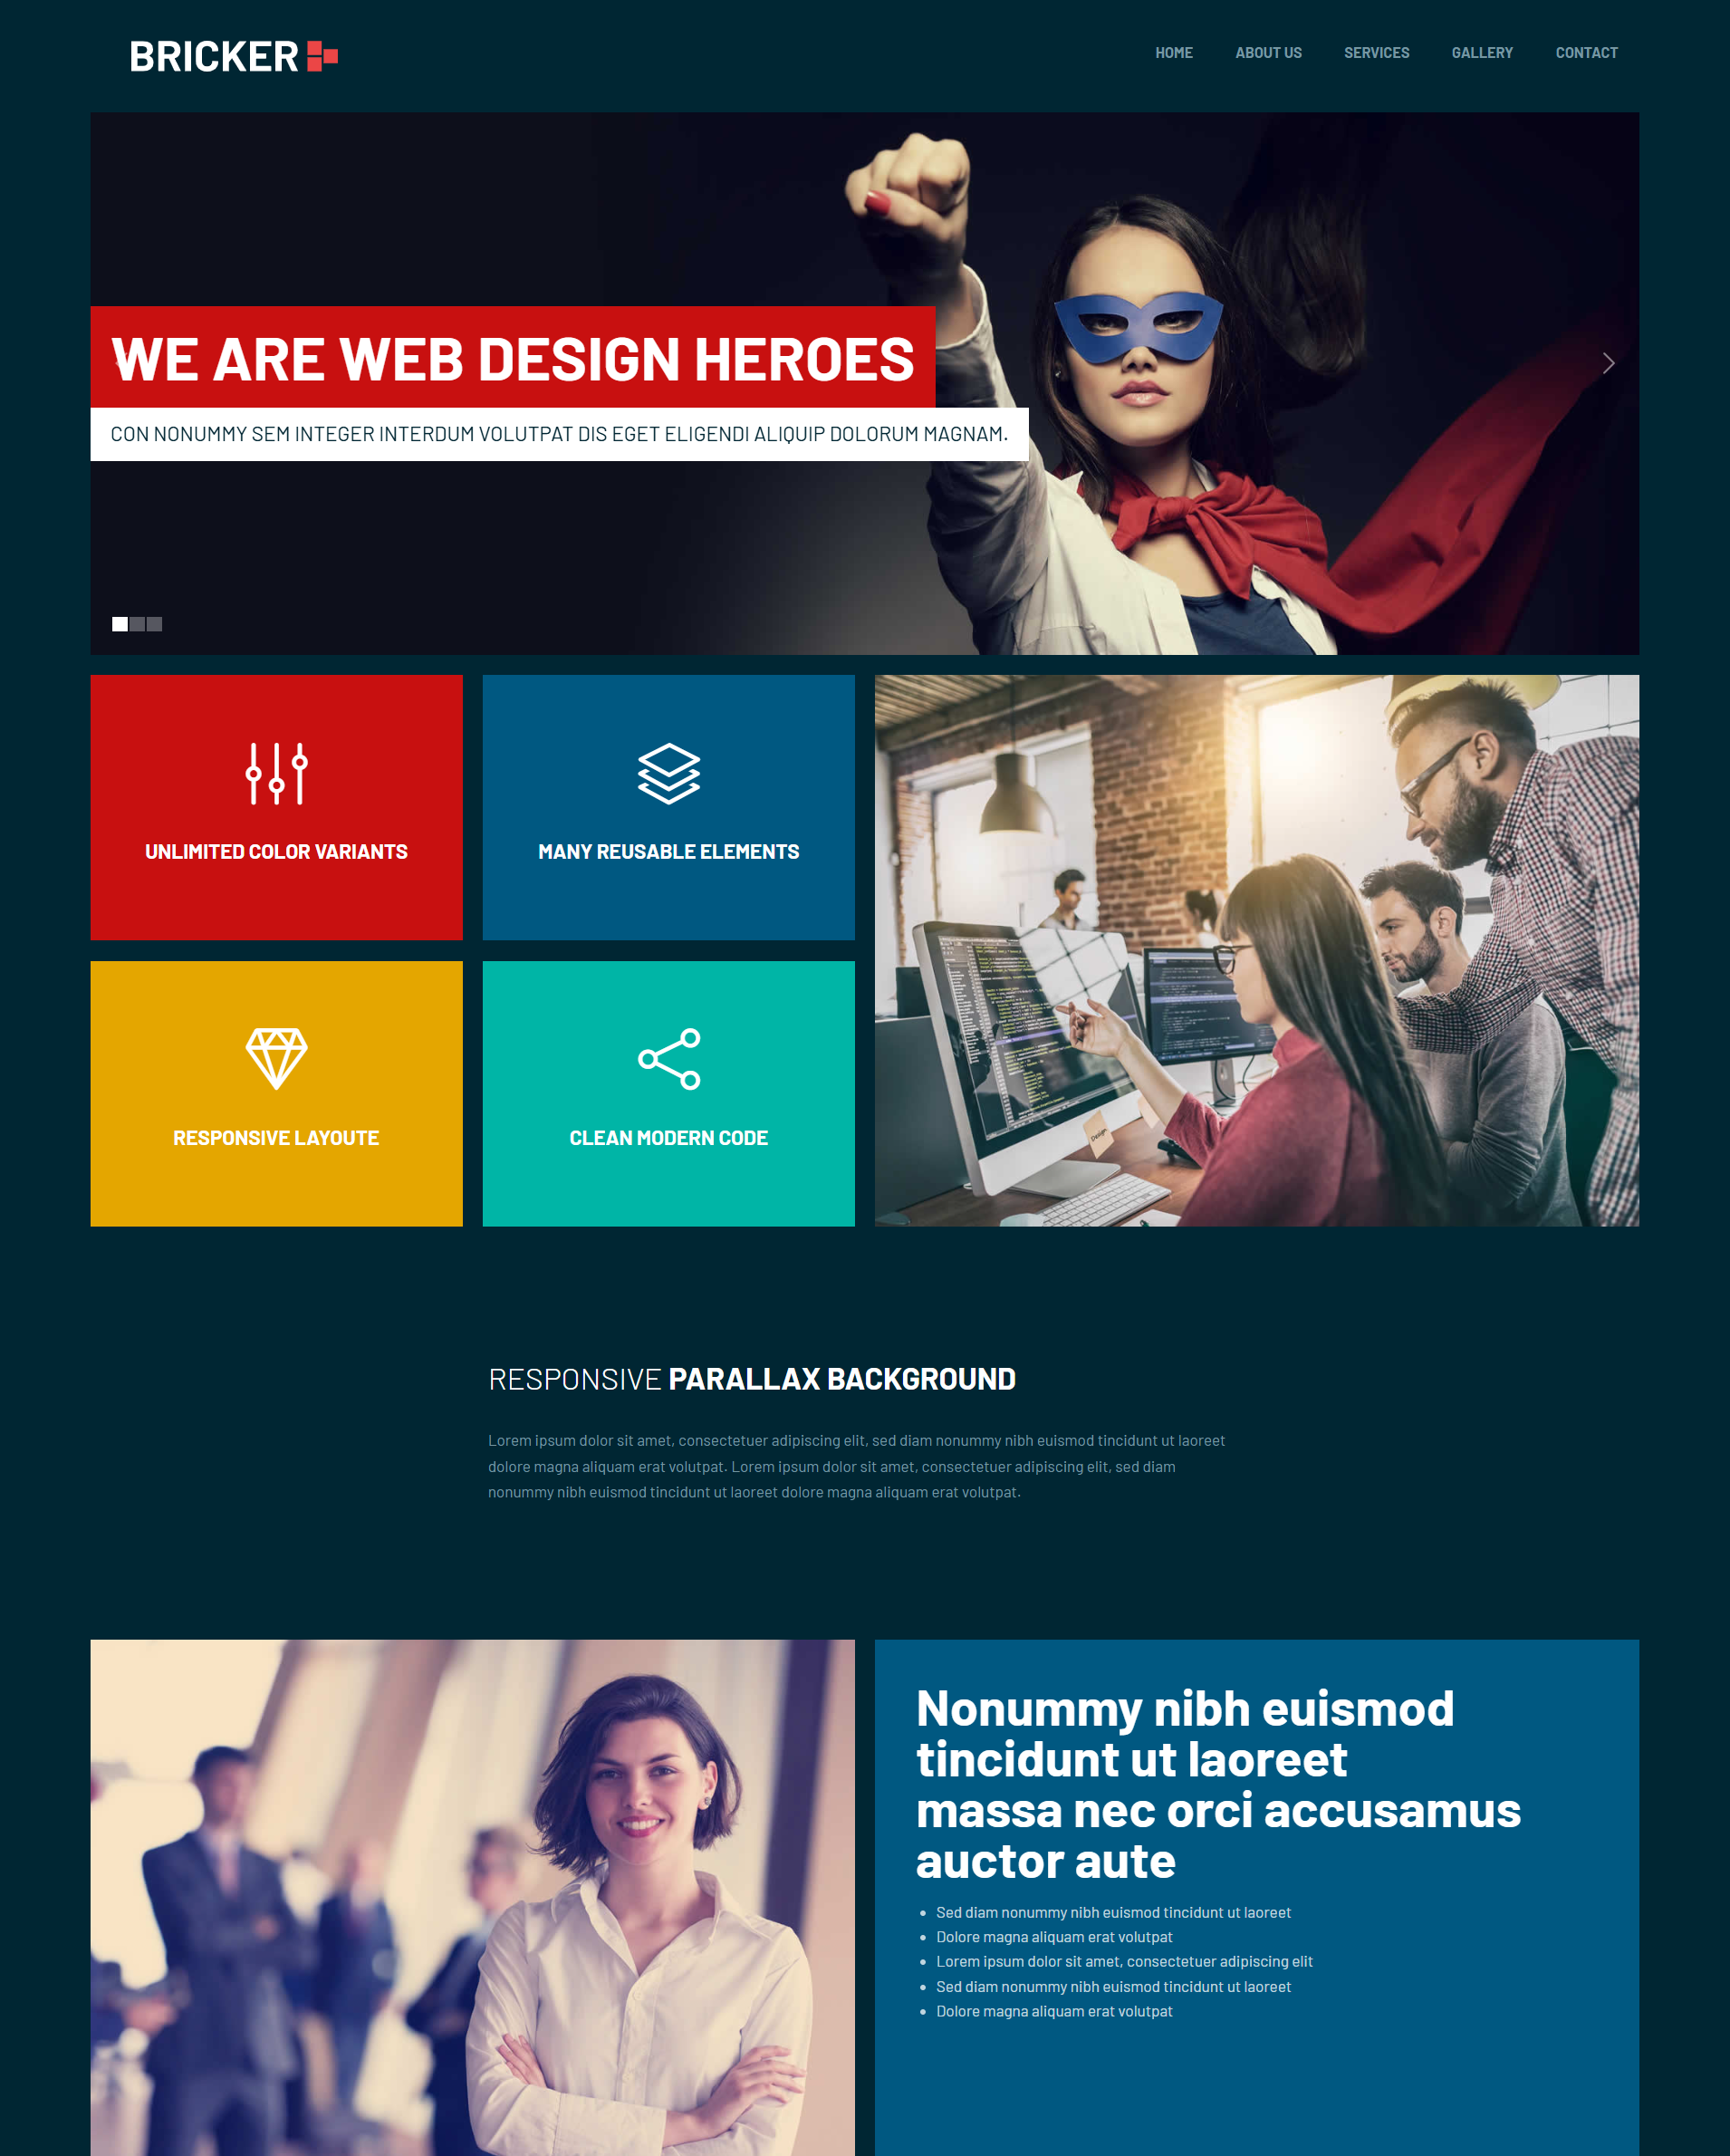 BRICKER
HOME ABOUT US SERVICES GALLERY CONTACT
WE ARE WEB DESIGN HEROES
CON NONUMMY SEM INTEGER INTERDUM VOLUTPAT DIS EGET ELIGENDI ALIQUIP DOLORUM MAGNAM.
UNLIMITED COLOR VARIANTS
MANY REUSABLE ELEMENTS
RESPONSIVE LAYOUTE
CLEAN MODERN CODE
Design
RESPONSIVE PARALLAX BACKGROUND
Lorem ipsum dolor sit amet, consectetuer adipiscing elit, sed diam nonummy nibh euismod tincidunt ut laoreet
dolore magna aliquam erat volutpat. Lorem ipsum dolor sit amet, consectetuer adipiscing elit, sed diam
nonummy nibh euismod tincidunt ut laoreet dolore magna aliquam erat volutpat.
Nonummy nibh euismod
tincidunt ut laoreet
massa nec orci accusamus
auctor aute
Sed diam nonummy nibh euismod tincidunt ut laoreet
Dolore magna aliquam erat volutpat
Lorem ipsum dolor sit amet, consectetuer adipiscing elit
Sed diam nonummy nibh euismod tincidunt ut laoreet
Dolore magna aliquam erat volutpat